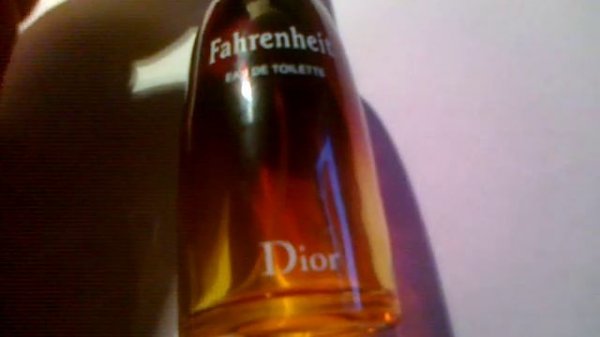 Fahrenheit
EAU DE TOILETTE
Dior